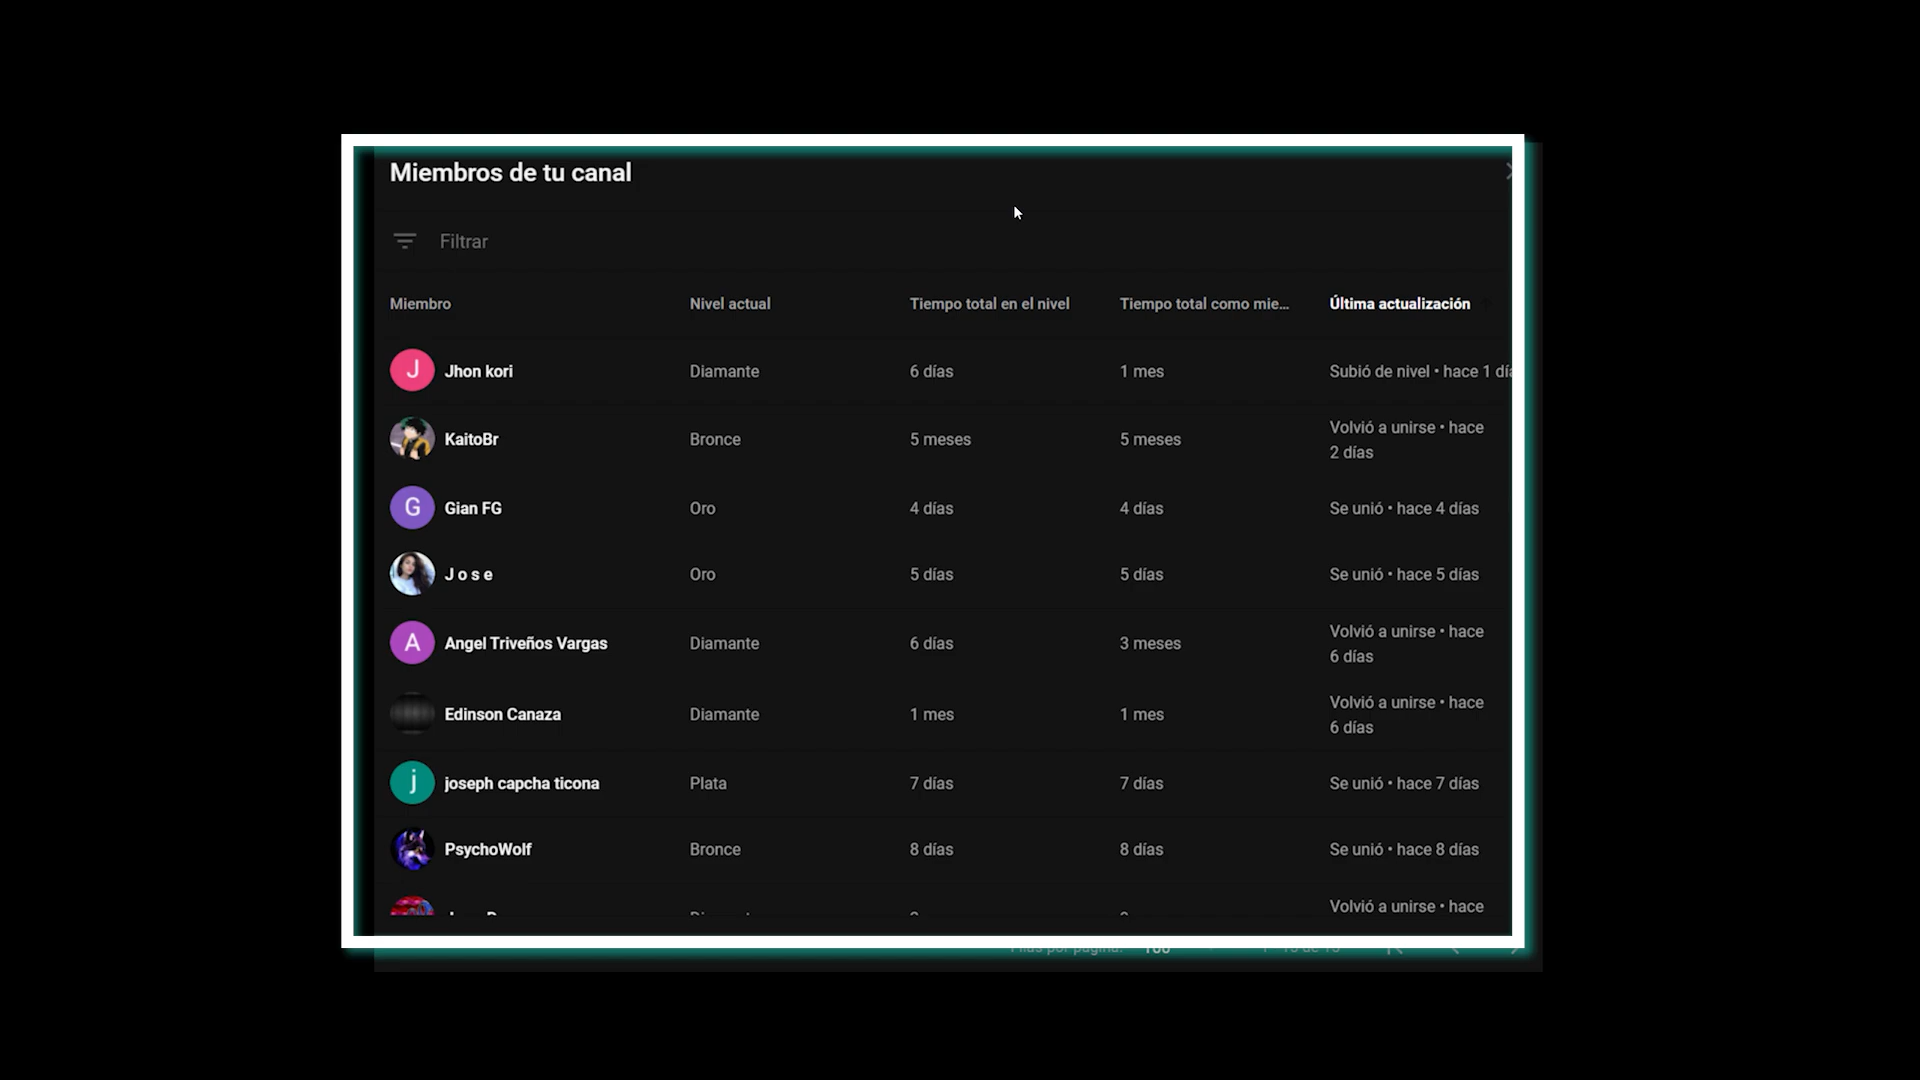 Miembros de tu canal
Filtrar
Miembro Nivel actual Tiempo total en el nivel Tiempo total como mie... Última actualización
J Jhon kori Diamante 6 días 1 mes Subió de nivel • hace 1 día
KaitoBr Bronce 5 meses 5 meses Volvió a unirse • hace
2 días
G Gian FG Oro 4 días 4 días Se unió • hace 4 días
J o s e Oro 5 días 5 días Se unió • hace 5 días
A Angel Triveños Vargas Diamante 6 días 3 meses Volvió a unirse • hace
6 días
Edinson Canaza Diamante 1 mes 1 mes Volvió a unirse • hace
6 días
j joseph capcha ticona Plata 7 días 7 días Se unió • hace 7 días
PsychoWolf Bronce 8 días 8 días Se unió • hace 8 días
Volvió a unirse • hace